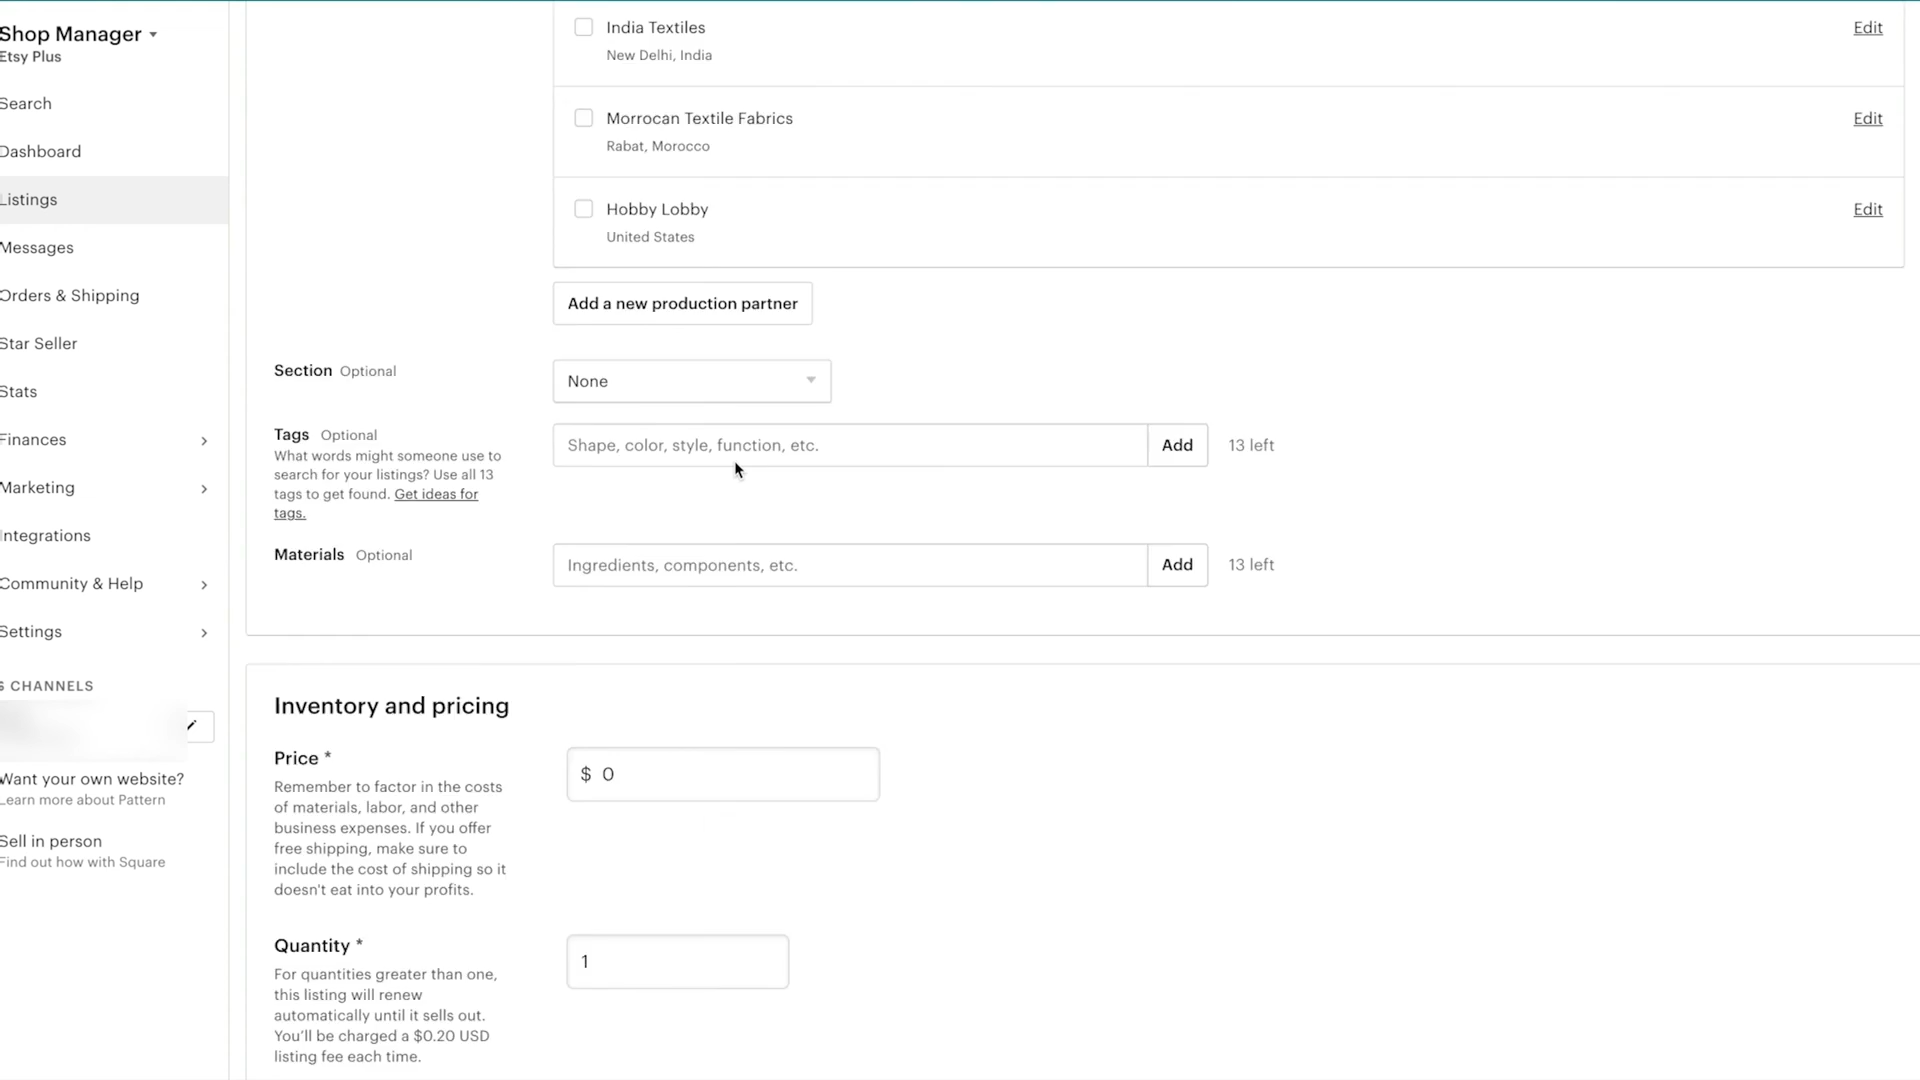 Shop Manager
Etsy Plus
Search
Dashboard
Listings
Messages
Orders & Shipping
Star Seller
Stats
Finances
Marketing
Integrations
Community & Help
Settings
S CHANNELS
Want your own website?
Learn more about Pattern
Sell in person
Find out how with Square
India Textiles
Edit
New Delhi, India
Morrocan Textile Fabrics
Edit
Rabat, Morocco
Hobby Lobby
Edit
United States
Add a new production partner
Section Optional
None
Tags Optional
What words might someone use to
search for your listings? Use all 13
tags to get found. Get ideas for
tags.
Shape, color, style, function, etc.
Add
13 left
Materials Optional
Ingredients, components, etc.
Add
13 left
Inventory and pricing
Price *
Remember to factor in the costs
of materials, labor, and other
business expenses. If you offer
free shipping, make sure to
include the cost of shipping so it
doesn't eat into your profits.
$ 0
Quantity *
For quantities greater than one,
this listing will renew
automatically until it sells out.
You'll be charged a $0.20 USD
listing fee each time.
1